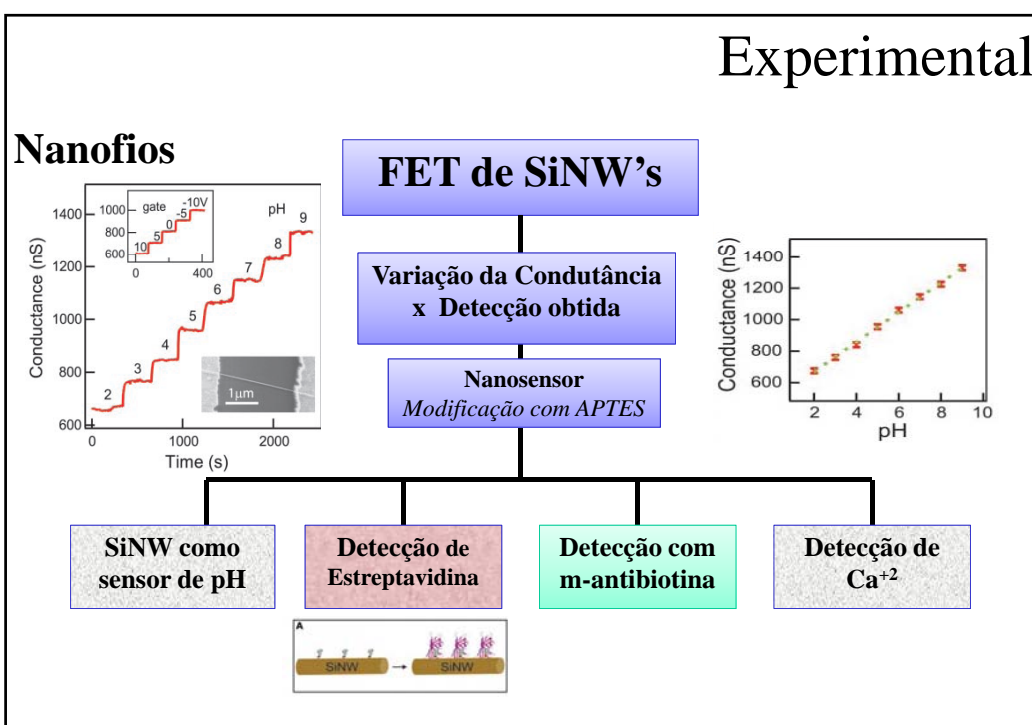 Experimental
Nanofios
FET de SiNW's
Variação da Condutância
x Detecção obtida
Nanosensor
Modificação com APTES
Conductance (nS)
1400
1200
1000
800
600
0
1000
2000
Time (s)
pH
2
3
4
5
6
7
8
9
gate
1000
800
600
0
400
10
5
0
-5
-10V
1µm
Conductance (nS)
1400
1200
1000
800
600
2
4
6
8
10
pH
SiNW como
sensor de pH
Detecção de
Estreptavidina
Detecção com
m-antibiotina
Detecção de
Ca+2
A
SiNW
SiNW